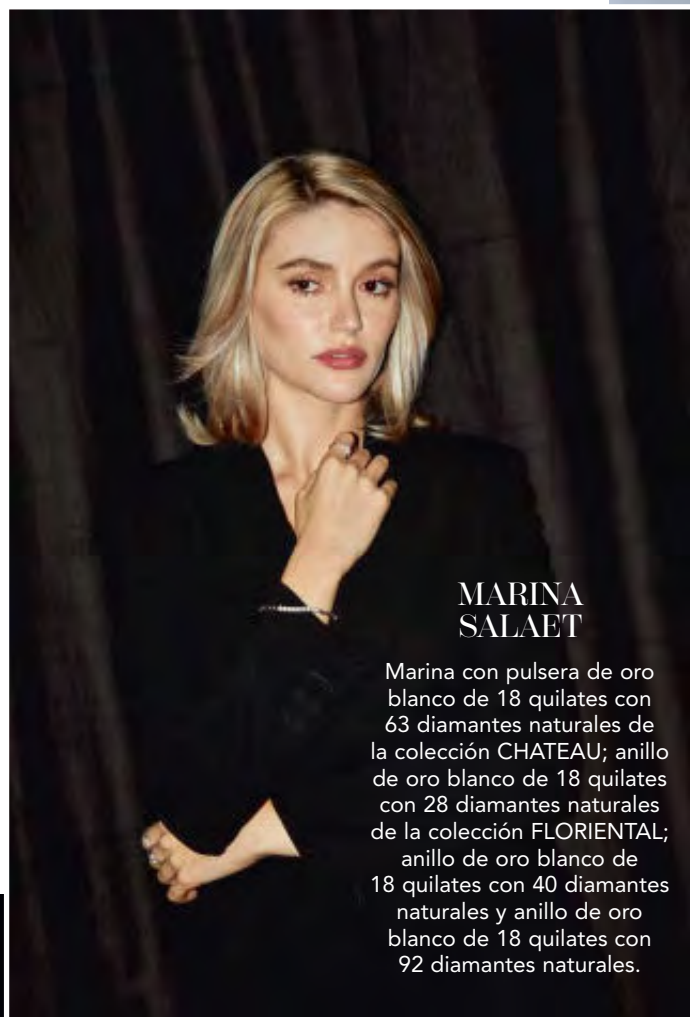 MARINA
SALAET
Marina con pulsera de oro
blanco de 18 quilates con
63 diamantes naturales de
la colección CHATEAU; anillo
de oro blanco de 18 quilates
con 28 diamantes naturales
de la colección FLORIENTAL;
anillo de oro blanco de
18 quilates con 40 diamantes
naturales y anillo de oro
blanco de 18 quilates con
92 diamantes naturales.